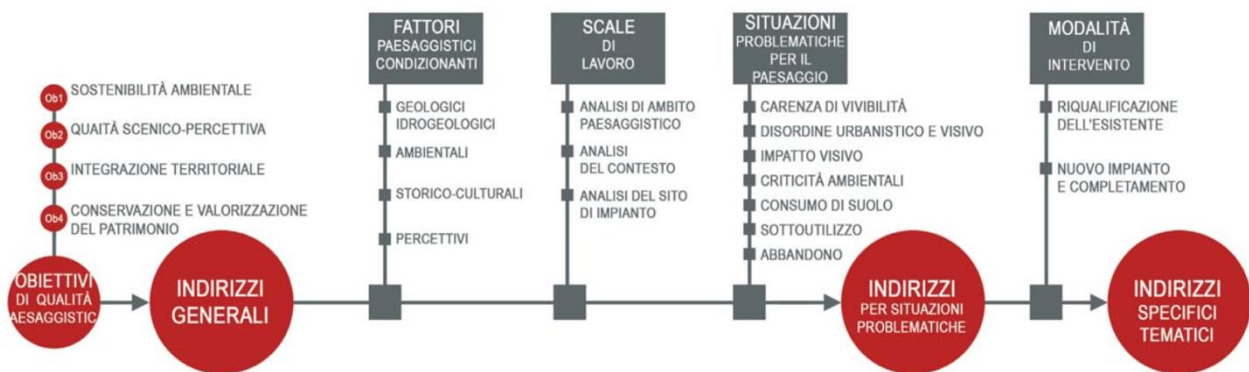 Ob1
SOSTENIBILITÀ AMBIENTALE
Ob2
QUAITÀ SCENICO-PERCETTIVA
Ob3
INTEGRAZIONE TERRITORIALE
Ob4
CONSERVAZIONE E VALORIZZAZIONE
DEL PATRIMONIO
OBIETTIVI
DI QUALITÀ
AESAGGISTIC
INDIRIZZI
GENERALI
FATTORI
PAESAGGISTICI
CONDIZIONANTI
GEOLOGICI
IDROGEOLOGICI
AMBIENTALI
STORICO-CULTURALI
PERCETTIVI
SCALE
DI
LAVORO
ANALISI DI AMBITO
PAESAGGISTICO
ANALISI
DEL CONTESTO
ANALISI DEL SITO
DI IMPIANTO
SITUAZIONI
PROBLEMATICHE
PER IL
PAESAGGIO
CARENZA DI VIVIBILITÀ
DISORDINE URBANISTICO E VISIVO
IMPATTO VISIVO
CRITICITÀ AMBIENTALI
CONSUMO DI SUOLO
SOTTOUTILIZZO
ABBANDONO
INDIRIZZI
PER SITUAZIONI
PROBLEMATICHE
MODALITÀ
DI
INTERVENTO
RIQUALIFICAZIONE
DELL'ESISTENTE
NUOVO IMPIANTO
E COMPLETAMENTO
INDIRIZZI
SPECIFICI
TEMATICI